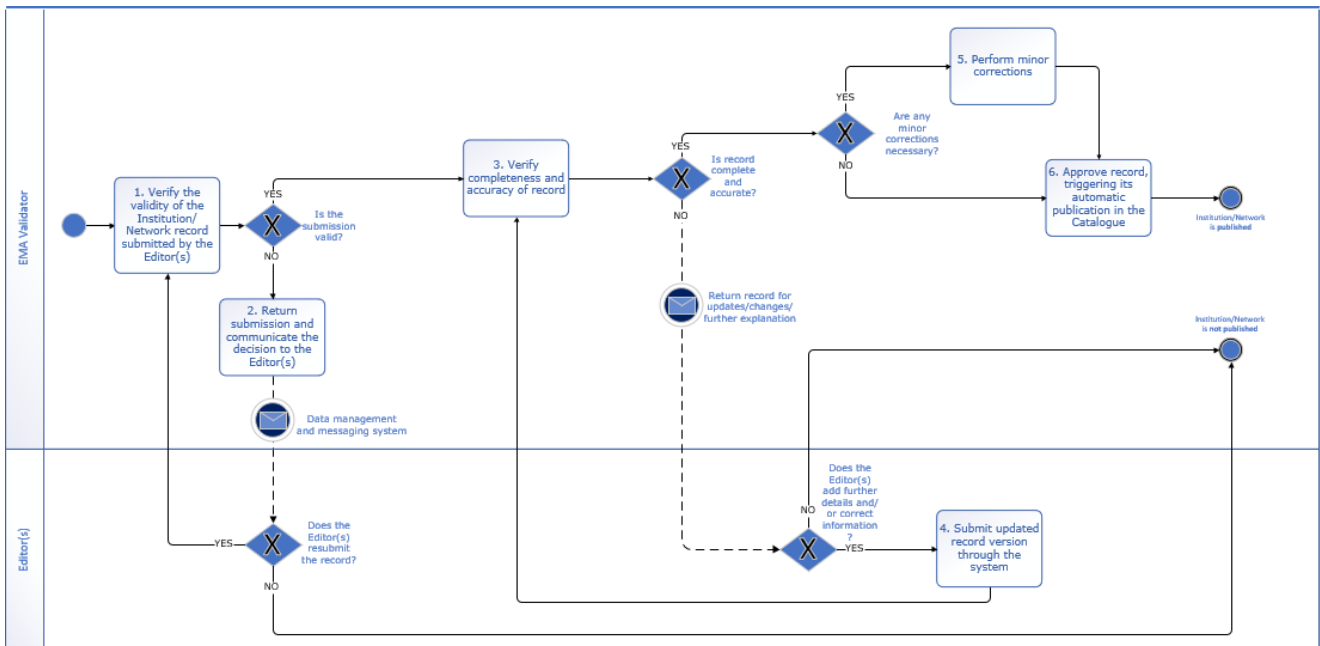 EMA Validator
1. Verify the
validity of the
Institution/
Network record
submitted by the
Editor(s)
YES
Is the
submission
valid?
NO
2. Return
submission and
communicate the
decision to the
Editor(s)
Data management
and messaging system
3. Verify
completeness and
accuracy of record
YES
Is record
complete
and
accurate?
NO
Return record for
updates/changes/
further explanation
YES
Are any
minor
corrections
necessary?
NO
5. Perform minor
corrections
6. Approve record,
triggering its
automatic
publication in the
Catalogue
Institution/Network
is published
Institution/Network
is not published
Editor(s)
YES
Does the
Editor(s)
resubmit
the record?
NO
Does the
Editor(s)
add further
details and/
or correct
information
?
NO
YES
4. Submit updated
record version
through the
system